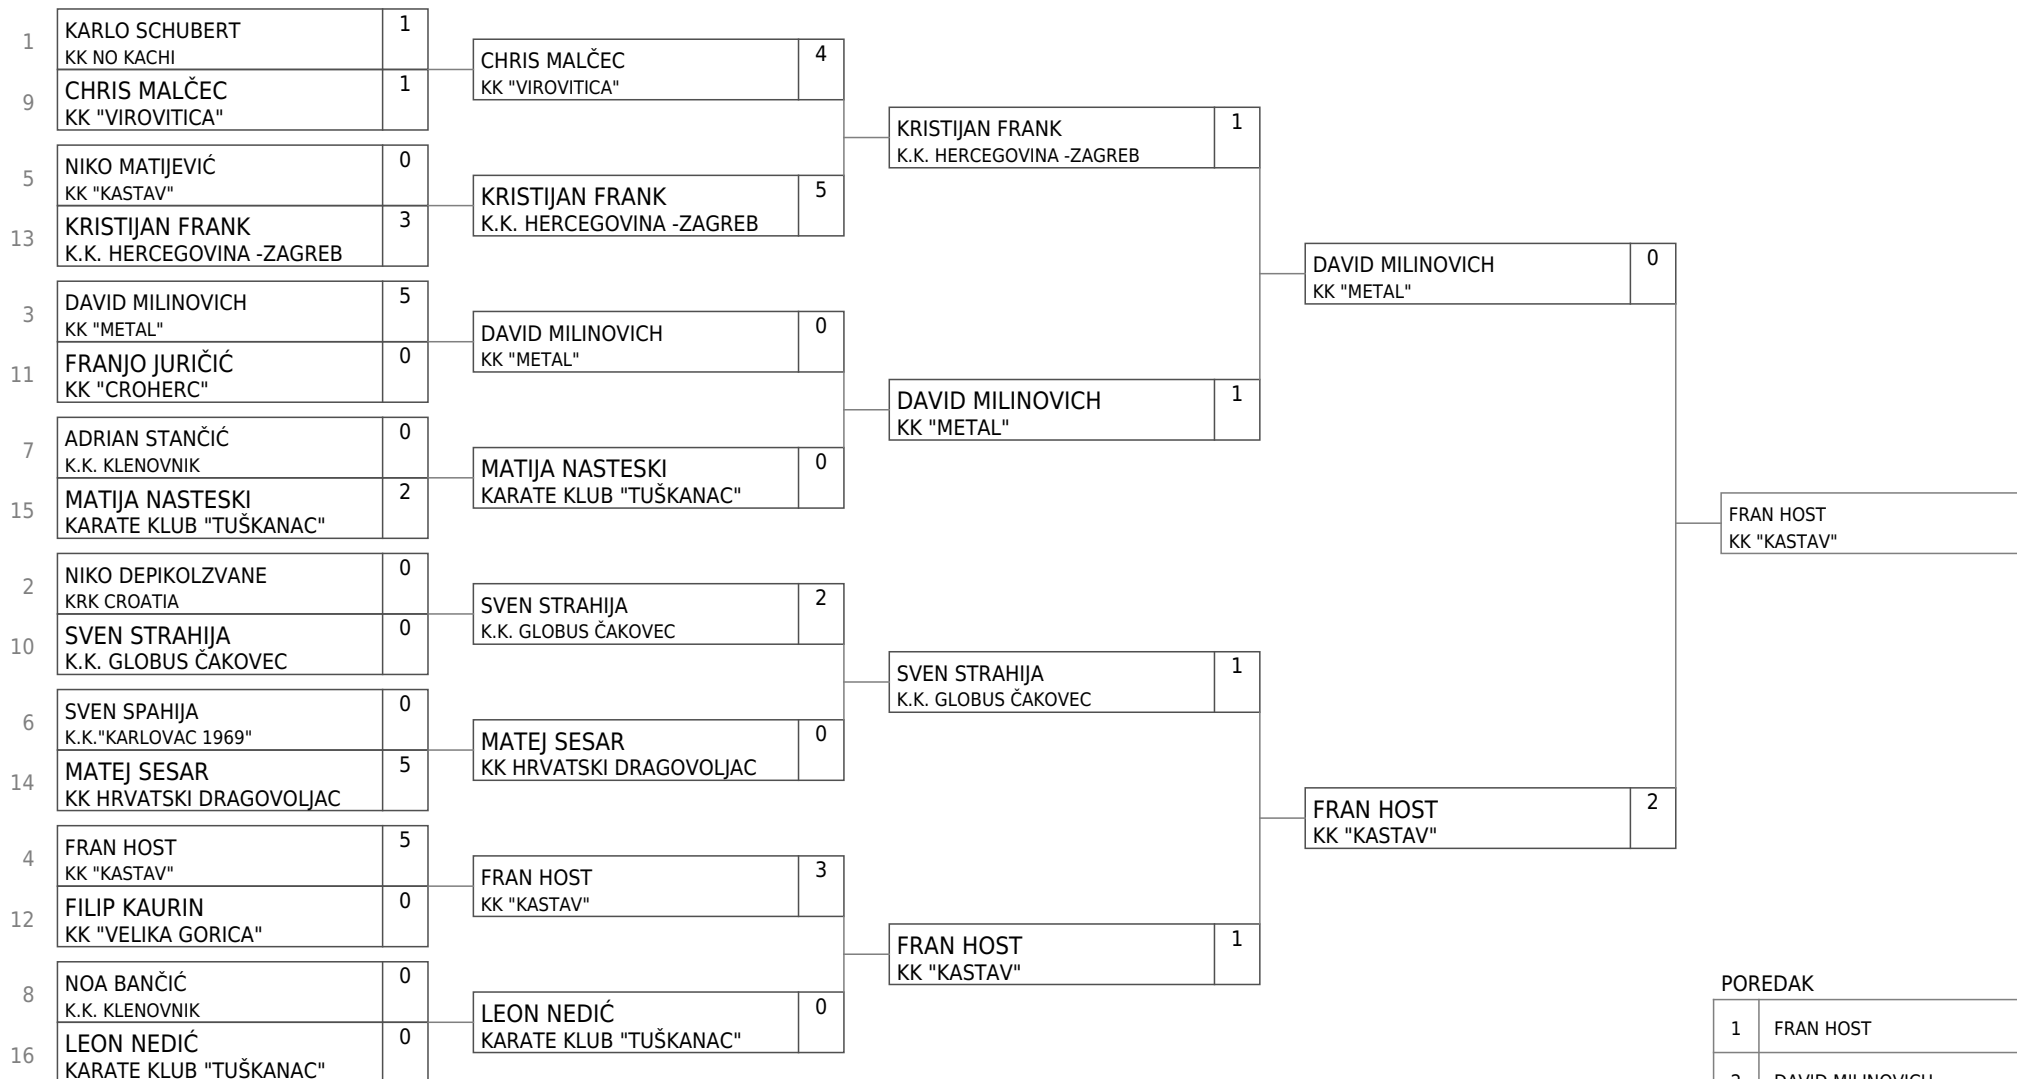 1
KARLO SCHUBERT
KK NO KACHI
1
9
CHRIS MALČEC
KK "VIROVITICA"
1
5
NIKO MATIJEVIĆ
KK "KASTAV"
0
13
KRISTIJAN FRANK
K.K. HERCEGOVINA -ZAGREB
3
3
DAVID MILINOVICH
KK "METAL"
5
11
FRANJO JURIČIĆ
KK "CROHERC"
0
7
ADRIAN STANČIĆ
K.K. KLENOVNIK
0
15
MATIJA NASTESKI
KARATE KLUB "TUŠKANAC"
2
2
NIKO DEPIKOLZVANE
KRK CROATIA
0
10
SVEN STRAHIJA
K.K. GLOBUS ČAKOVEC
0
6
SVEN SPAHIJA
K.K."KARLOVAC 1969"
0
14
MATEJ SESAR
KK HRVATSKI DRAGOVOLJAC
5
4
FRAN HOST
KK "KASTAV"
5
12
FILIP KAURIN
KK "VELIKA GORICA"
0
8
NOA BANČIĆ
K.K. KLENOVNIK
0
16
LEON NEDIĆ
KARATE KLUB "TUŠKANAC"
0
CHRIS MALČEC
KK "VIROVITICA"
4
KRISTIJAN FRANK
K.K. HERCEGOVINA -ZAGREB
5
DAVID MILINOVICH
KK "METAL"
0
MATIJA NASTESKI
KARATE KLUB "TUŠKANAC"
0
SVEN STRAHIJA
K.K. GLOBUS ČAKOVEC
2
MATEJ SESAR
KK HRVATSKI DRAGOVOLJAC
0
FRAN HOST
KK "KASTAV"
3
LEON NEDIĆ
KARATE KLUB "TUŠKANAC"
0
KRISTIJAN FRANK
K.K. HERCEGOVINA -ZAGREB
1
DAVID MILINOVICH
KK "METAL"
1
SVEN STRAHIJA
K.K. GLOBUS ČAKOVEC
1
FRAN HOST
KK "KASTAV"
1
DAVID MILINOVICH
KK "METAL"
0
FRAN HOST
KK "KASTAV"
2
FRAN HOST
KK "KASTAV"
POREDAK
1 FRAN HOST
2 DAVID MILINOVICH